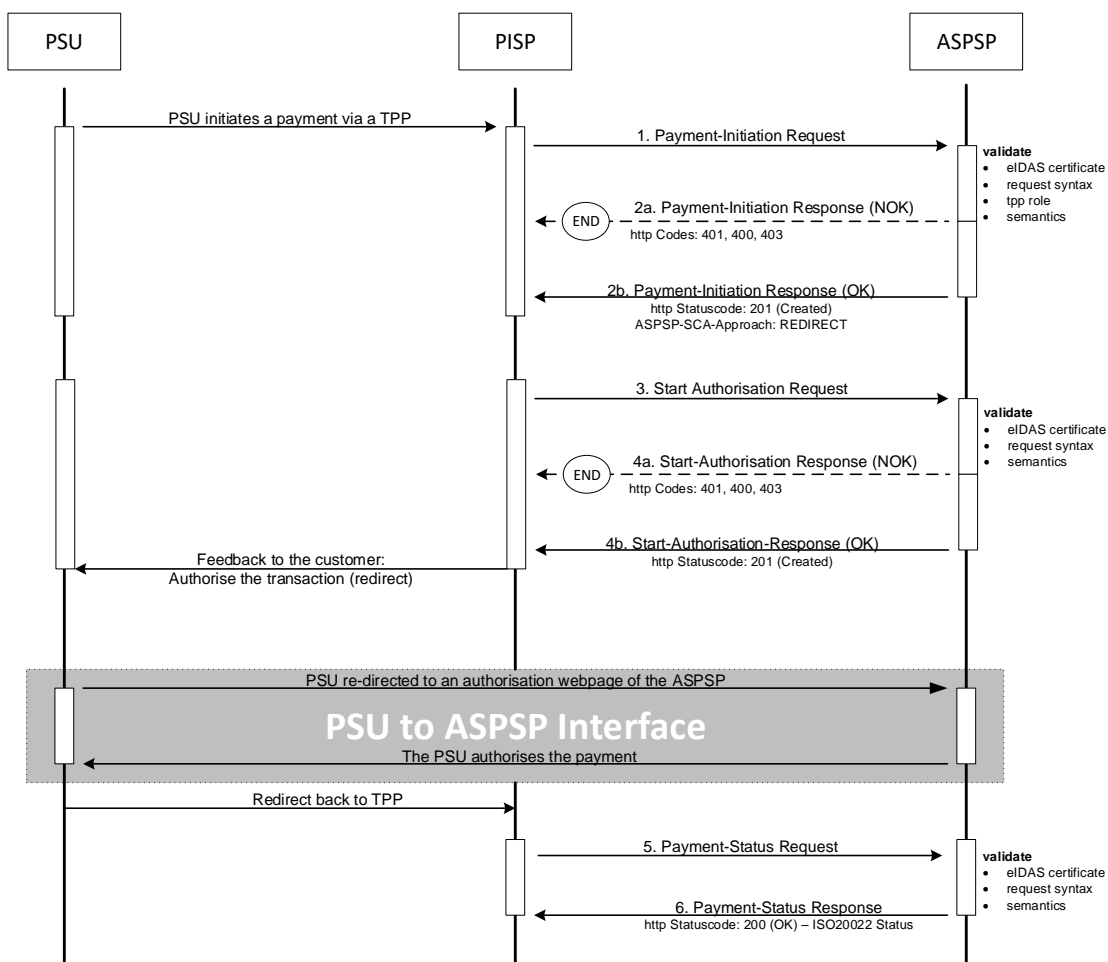 PSU
PISP
ASPSP
PSU initiates a payment via a TPP
1. Payment-Initiation Request
validate
• eIDAS certificate
• request syntax
• tpp role
• semantics
END
2a. Payment-Initiation Response (NOK)
http Codes: 401, 400, 403
2b. Payment-Initiation Response (OK)
http Statuscode: 201 (Created)
ASPSP-SCA-Approach: REDIRECT
3. Start Authorisation Request
validate
• eIDAS certificate
• request syntax
• semantics
END
4a. Start-Authorisation Response (NOK)
http Codes: 401, 400, 403
4b. Start-Authorisation-Response (OK)
http Statuscode: 201 (Created)
Feedback to the customer:
Authorise the transaction (redirect)
PSU re-directed to an authorisation webpage of the ASPSP
PSU to ASPSP Interface
The PSU authorises the payment
Redirect back to TPP
5. Payment-Status Request
validate
• eIDAS certificate
• request syntax
• semantics
6. Payment-Status Response
http Statuscode: 200 (OK) – ISO20022 Status